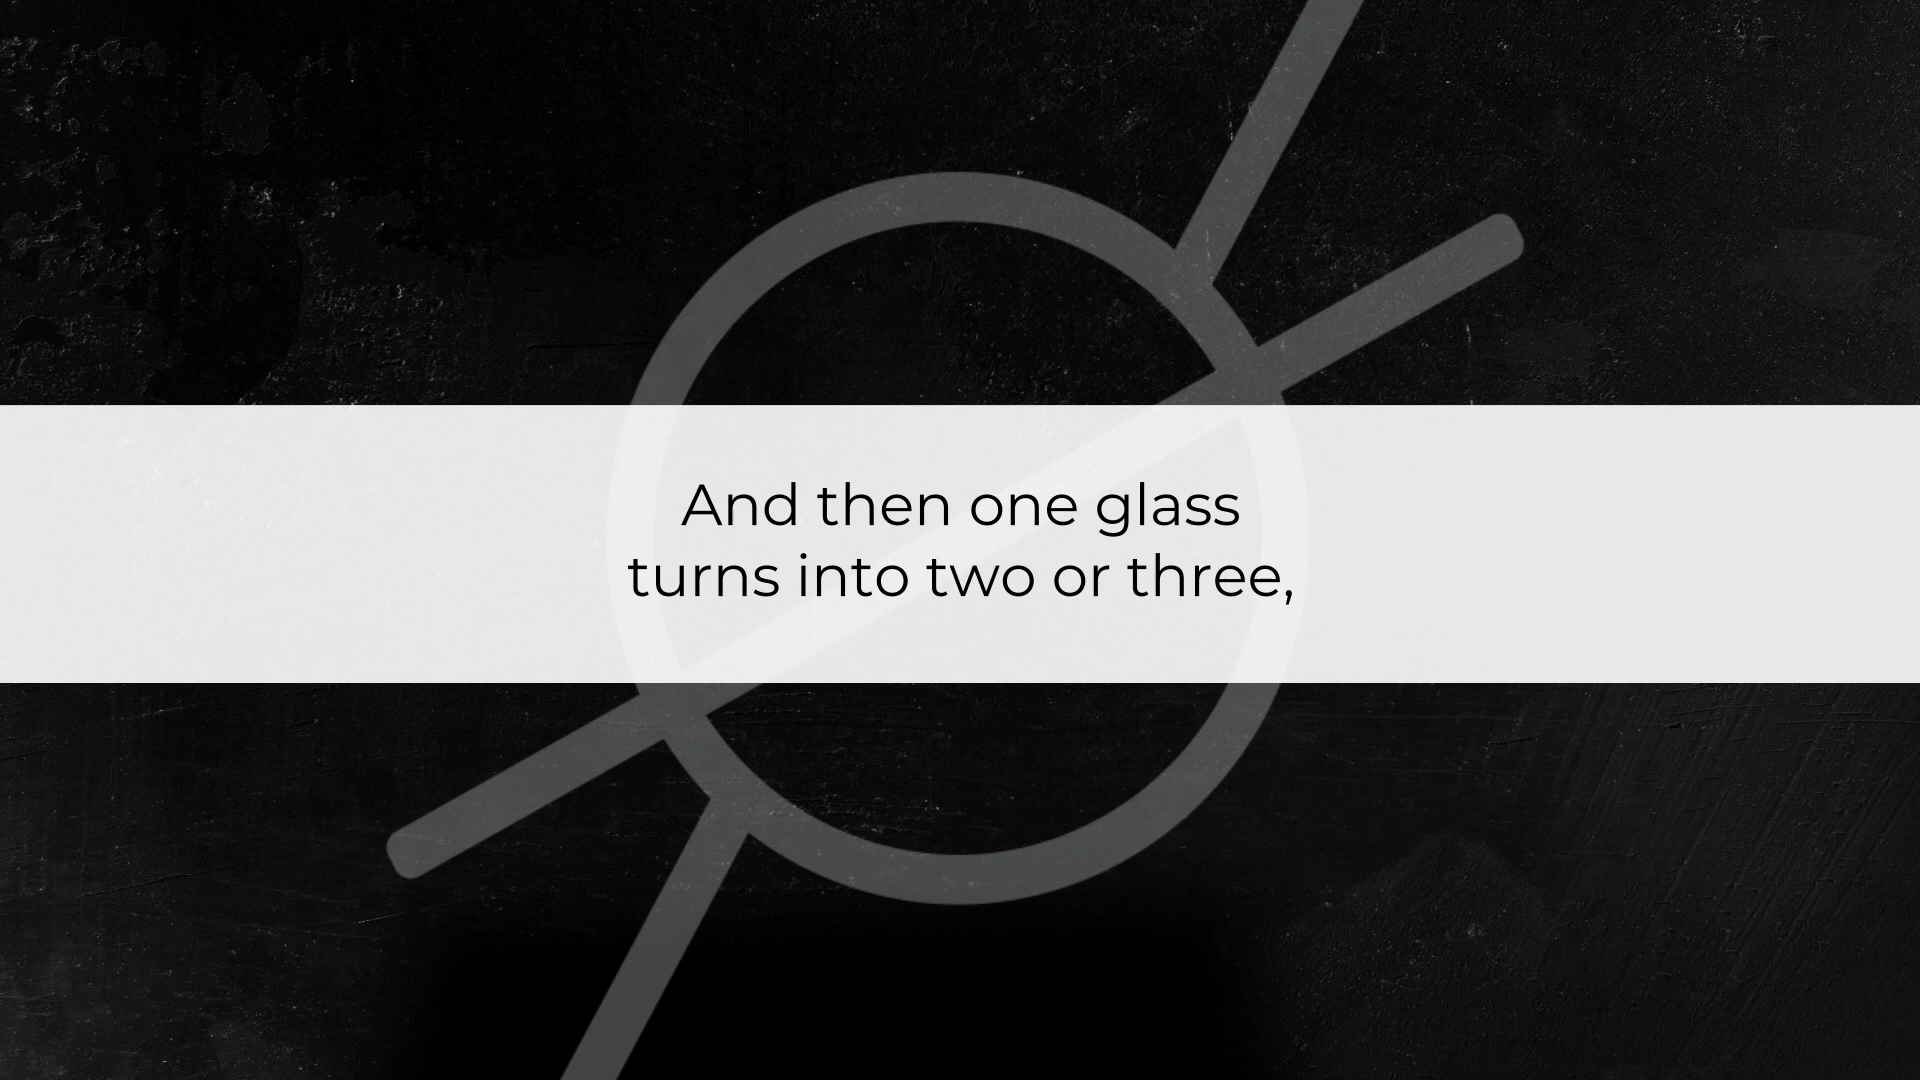 And then one glass
turns into two or three,